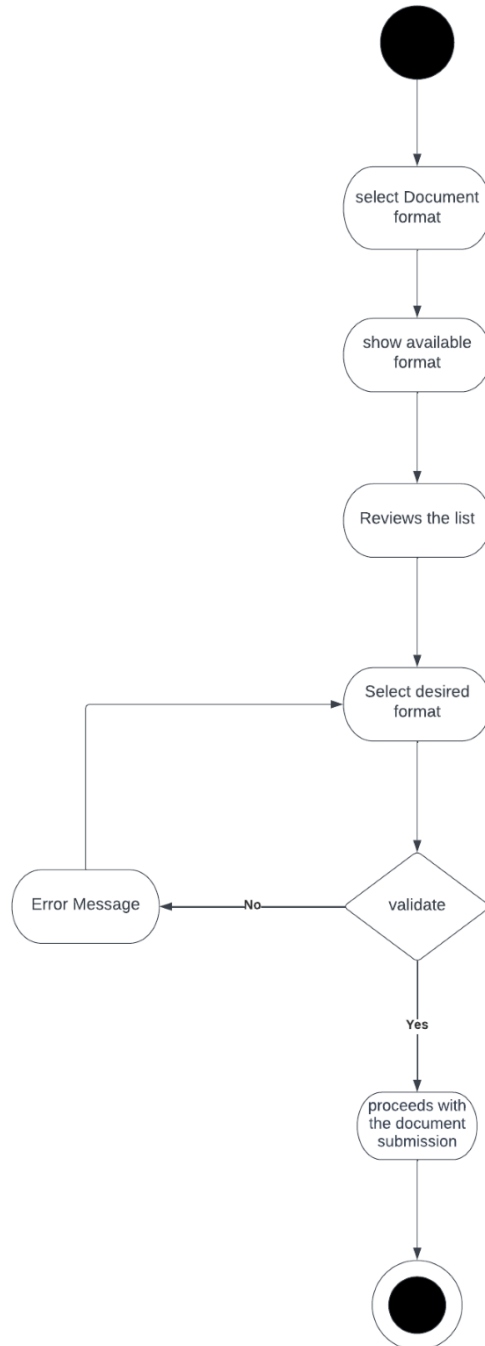 select Document
format
show available
format
Reviews the list
Select desired
format
Error Message
No
validate
Yes
proceeds with
the document
submission